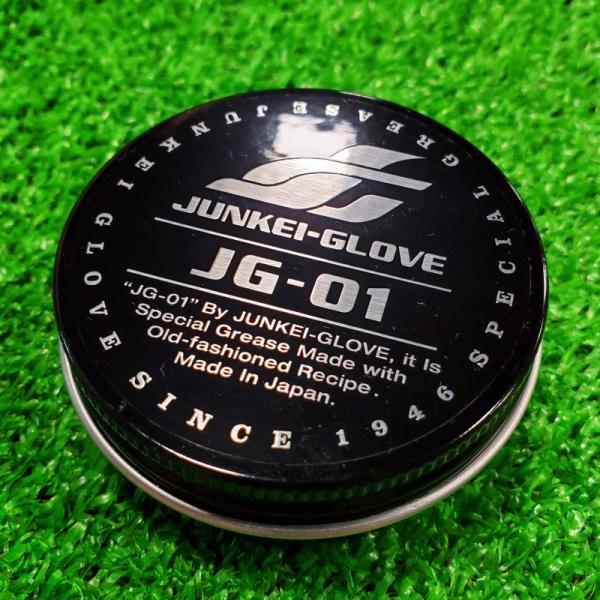 JUNKEI-GLOVE
JG-01
"JG-01" By JUNKEI-GLOVE, it Is
Special Grease Made with
Old-fashioned Recipe.
Made In Japan.
JUNKEI GLOVE SINCE 1946 SPECIAL GREASE